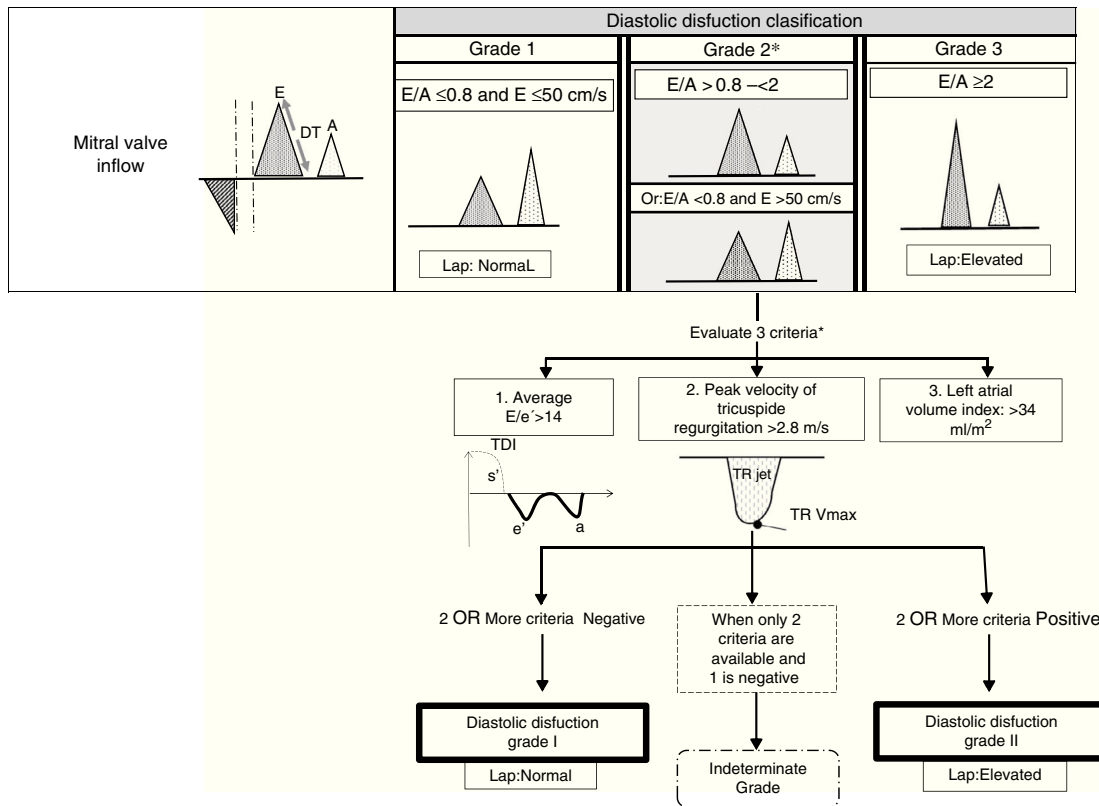 Diastolic disfuction clasification
Grade 1
Grade 2*
Grade 3
Mitral valve
inflow
E
DT
A
E/A ≤0.8 and E ≤50 cm/s
Lap: NormaL
E/A >0.8 –<2
Or:E/A <0.8 and E >50 cm/s
E/A ≥2
Lap:Elevated
Evaluate 3 criteria*
1. Average
E/e´>14
2. Peak velocity of
tricuspide
regurgitation >2.8 m/s
3. Left atrial
volume index: >34
ml/m²
TDI
s'
e'
a
TR jet
TR Vmax
2 OR More criteria Negative
When only 2
criteria are
available and
1 is negative
2 OR More criteria Positive
Diastolic disfuction
grade I
Lap:Normal
Indeterminate
Grade
Diastolic disfuction
grade II
Lap:Elevated